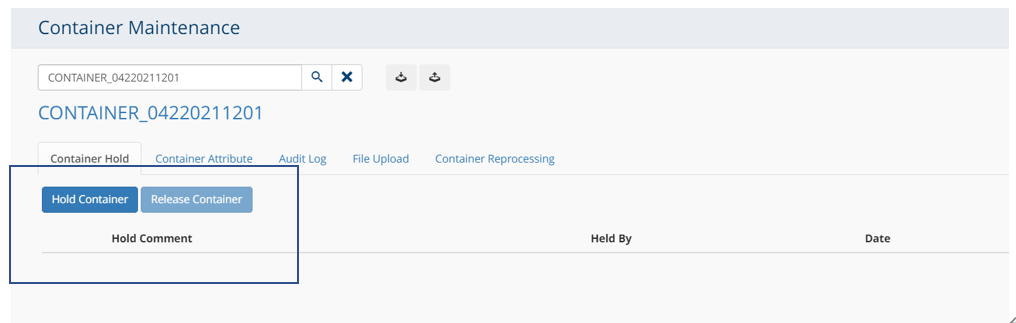 Container Maintenance
CONTAINER_04220211201
CONTAINER_04220211201
Container Hold Container Attribute Audit Log File Upload Container Reprocessing
Hold Container Release Container
Hold Comment Held By Date